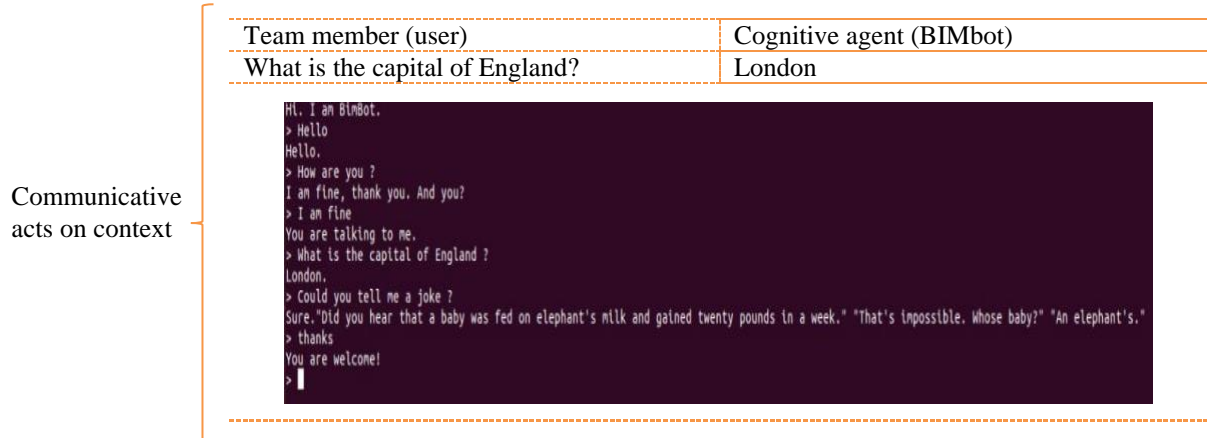 Team member (user) Cognitive agent (BIMbot)
What is the capital of England? London
Communicative
acts on context
Hi. I am BimBot.
> Hello
Hello.
> How are you ?
I am fine, thank you. And you?
> I am fine
You are talking to me.
> What is the capital of England ?
London.
> Could you tell me a joke ?
Sure."Did you hear that a baby was fed on elephant's milk and gained twenty pounds in a week." "That's impossible. Whose baby?" "An elephant's."
> thanks
You are welcome!
>